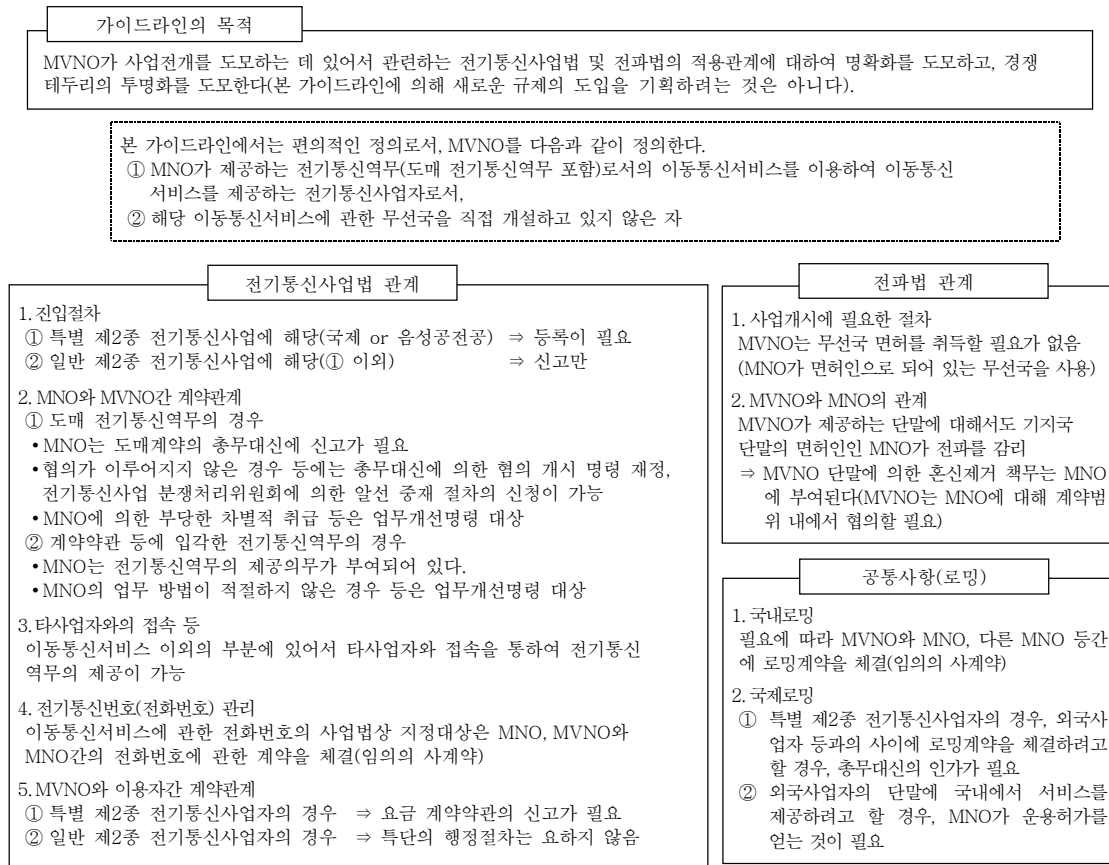 가이드라인의 목적
MVNO가 사업전개를 도모하는 데 있어서 관련하는 전기통신사업법 및 전파법의 적용관계에 대하여 명확화를 도모하고, 경쟁
테두리의 투명화를 도모한다(본 가이드라인에 의해 새로운 규제의 도입을 기획하려는 것은 아니다).
본 가이드라인에서는 편의적인 정의로서, MVNO를 다음과 같이 정의한다.
① MNO가 제공하는 전기통신역무(도매 전기통신역무 포함)로서의 이동통신서비스를 이용하여 이동통신
서비스를 제공하는 전기통신사업자로서,
② 해당 이동통신서비스에 관한 무선국을 직접 개설하고 있지 않은 자
전기통신사업법 관계
1. 진입절차
① 특별 제2종 전기통신사업에 해당(국제 or 음성공전공) ⇒ 등록이 필요
② 일반 제2종 전기통신사업에 해당(① 이외) ⇒ 신고만
2. MNO와 MVNO간 계약관계
① 도매 전기통신역무의 경우
•MNO는 도매계약의 총무대신에 신고가 필요
•협의가 이루어지지 않은 경우 등에는 총무대신에 의한 협의 개시 명령 재정,
전기통신사업 분쟁처리위원회에 의한 알선 중재 절차의 신청이 가능
•MNO에 의한 부당한 차별적 취급 등은 업무개선명령 대상
② 계약약관 등에 입각한 전기통신역무의 경우
•MNO는 전기통신역무의 제공의무가 부여되어 있다.
•MNO의 업무 방법이 적절하지 않은 경우 등은 업무개선명령 대상
3. 타사업자와의 접속 등
이동통신서비스 이외의 부분에 있어서 타사업자와 접속을 통하여 전기통신
역무의 제공이 가능
4. 전기통신번호(전화번호) 관리
이동통신서비스에 관한 전화번호의 사업법상 지정대상은 MNO, MVNO와
MNO간의 전화번호에 관한 계약을 체결(임의의 사계약)
5. MVNO와 이용자간 계약관계
① 특별 제2종 전기통신사업자의 경우 ⇒ 요금 계약약관의 신고가 필요
② 일반 제2종 전기통신사업자의 경우 ⇒ 특단의 행정절차는 요하지 않음
전파법 관계
1. 사업개시에 필요한 절차
MVNO는 무선국 면허를 취득할 필요가 없음
(MNO가 면허인으로 되어 있는 무선국을 사용)
2. MVNO와 MNO의 관계
MVNO가 제공하는 단말에 대해서도 기지국
단말의 면허인인 MNO가 전파를 감리
⇒ MVNO 단말에 의한 혼신제거 책무는 MNO
에 부여된다(MVNO는 MNO에 대해 계약범
위 내에서 협의할 필요)
공통사항(로밍)
1. 국내로밍
필요에 따라 MVNO와 MNO, 다른 MNO 등간
에 로밍계약을 체결(임의의 사계약)
2. 국제로밍
① 특별 제2종 전기통신사업자의 경우, 외국사
업자 등과의 사이에 로밍계약을 체결하려고
할 경우, 총무대신의 인가가 필요
② 외국사업자의 단말에 국내에서 서비스를
제공하려고 할 경우, MNO가 운용허가를
얻는 것이 필요